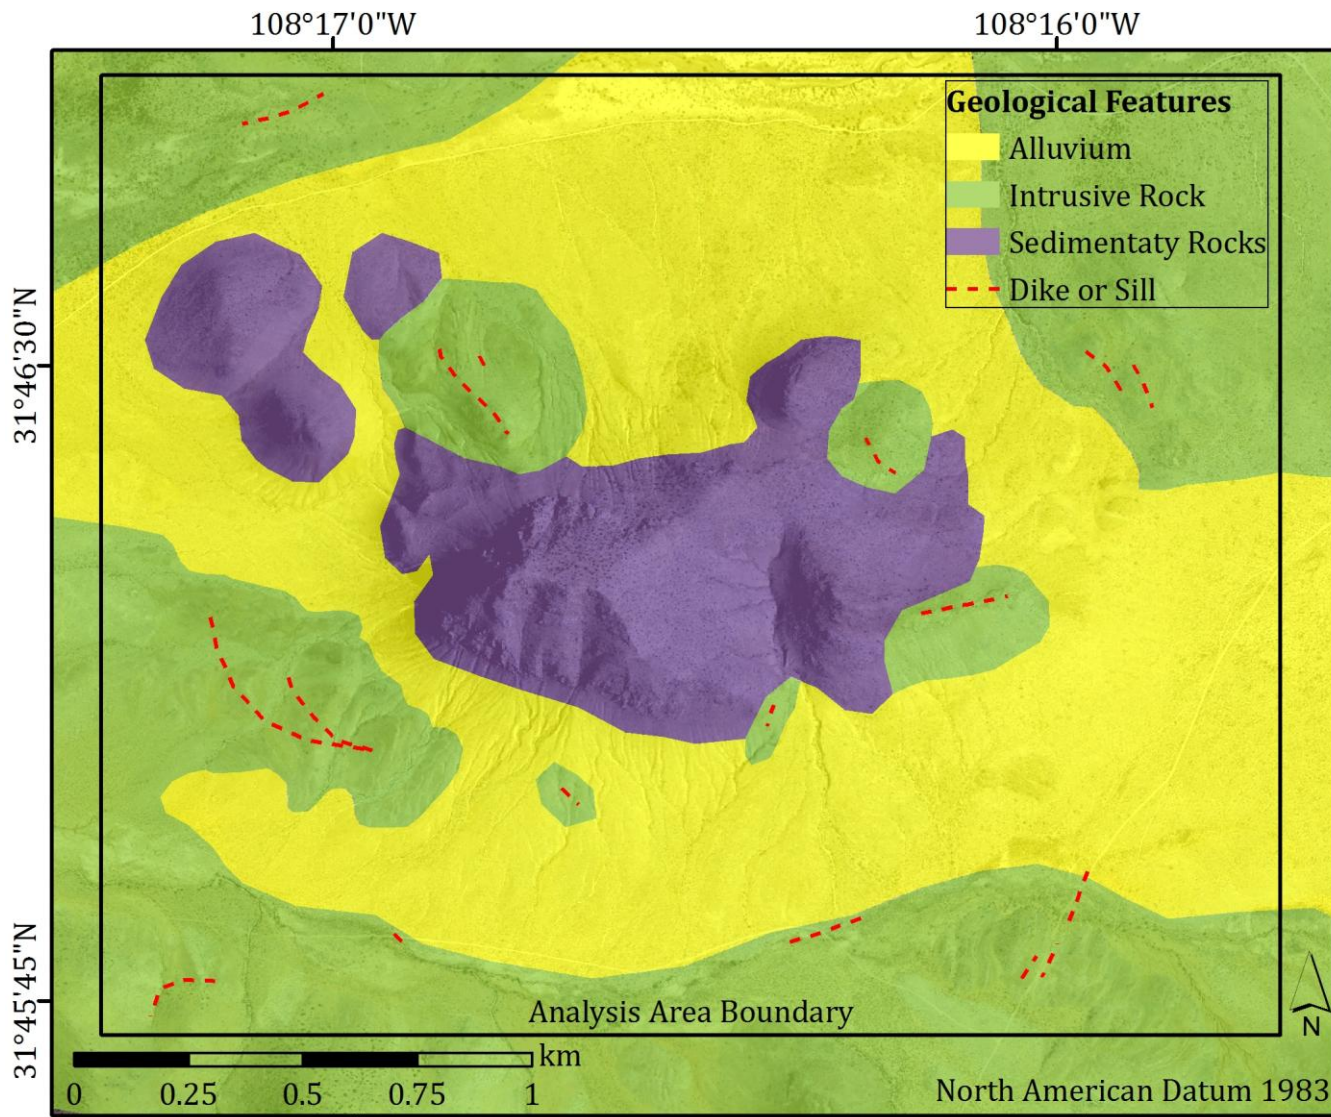 108°17'0"W
108°16'0"W
Geological Features
Alluvium
Intrusive Rock
Sedimentaty Rocks
Dike or Sill
31°46'30"N
31°45'45"N
Analysis Area Boundary
N
km
0 0.25 0.5 0.75 1
North American Datum 1983